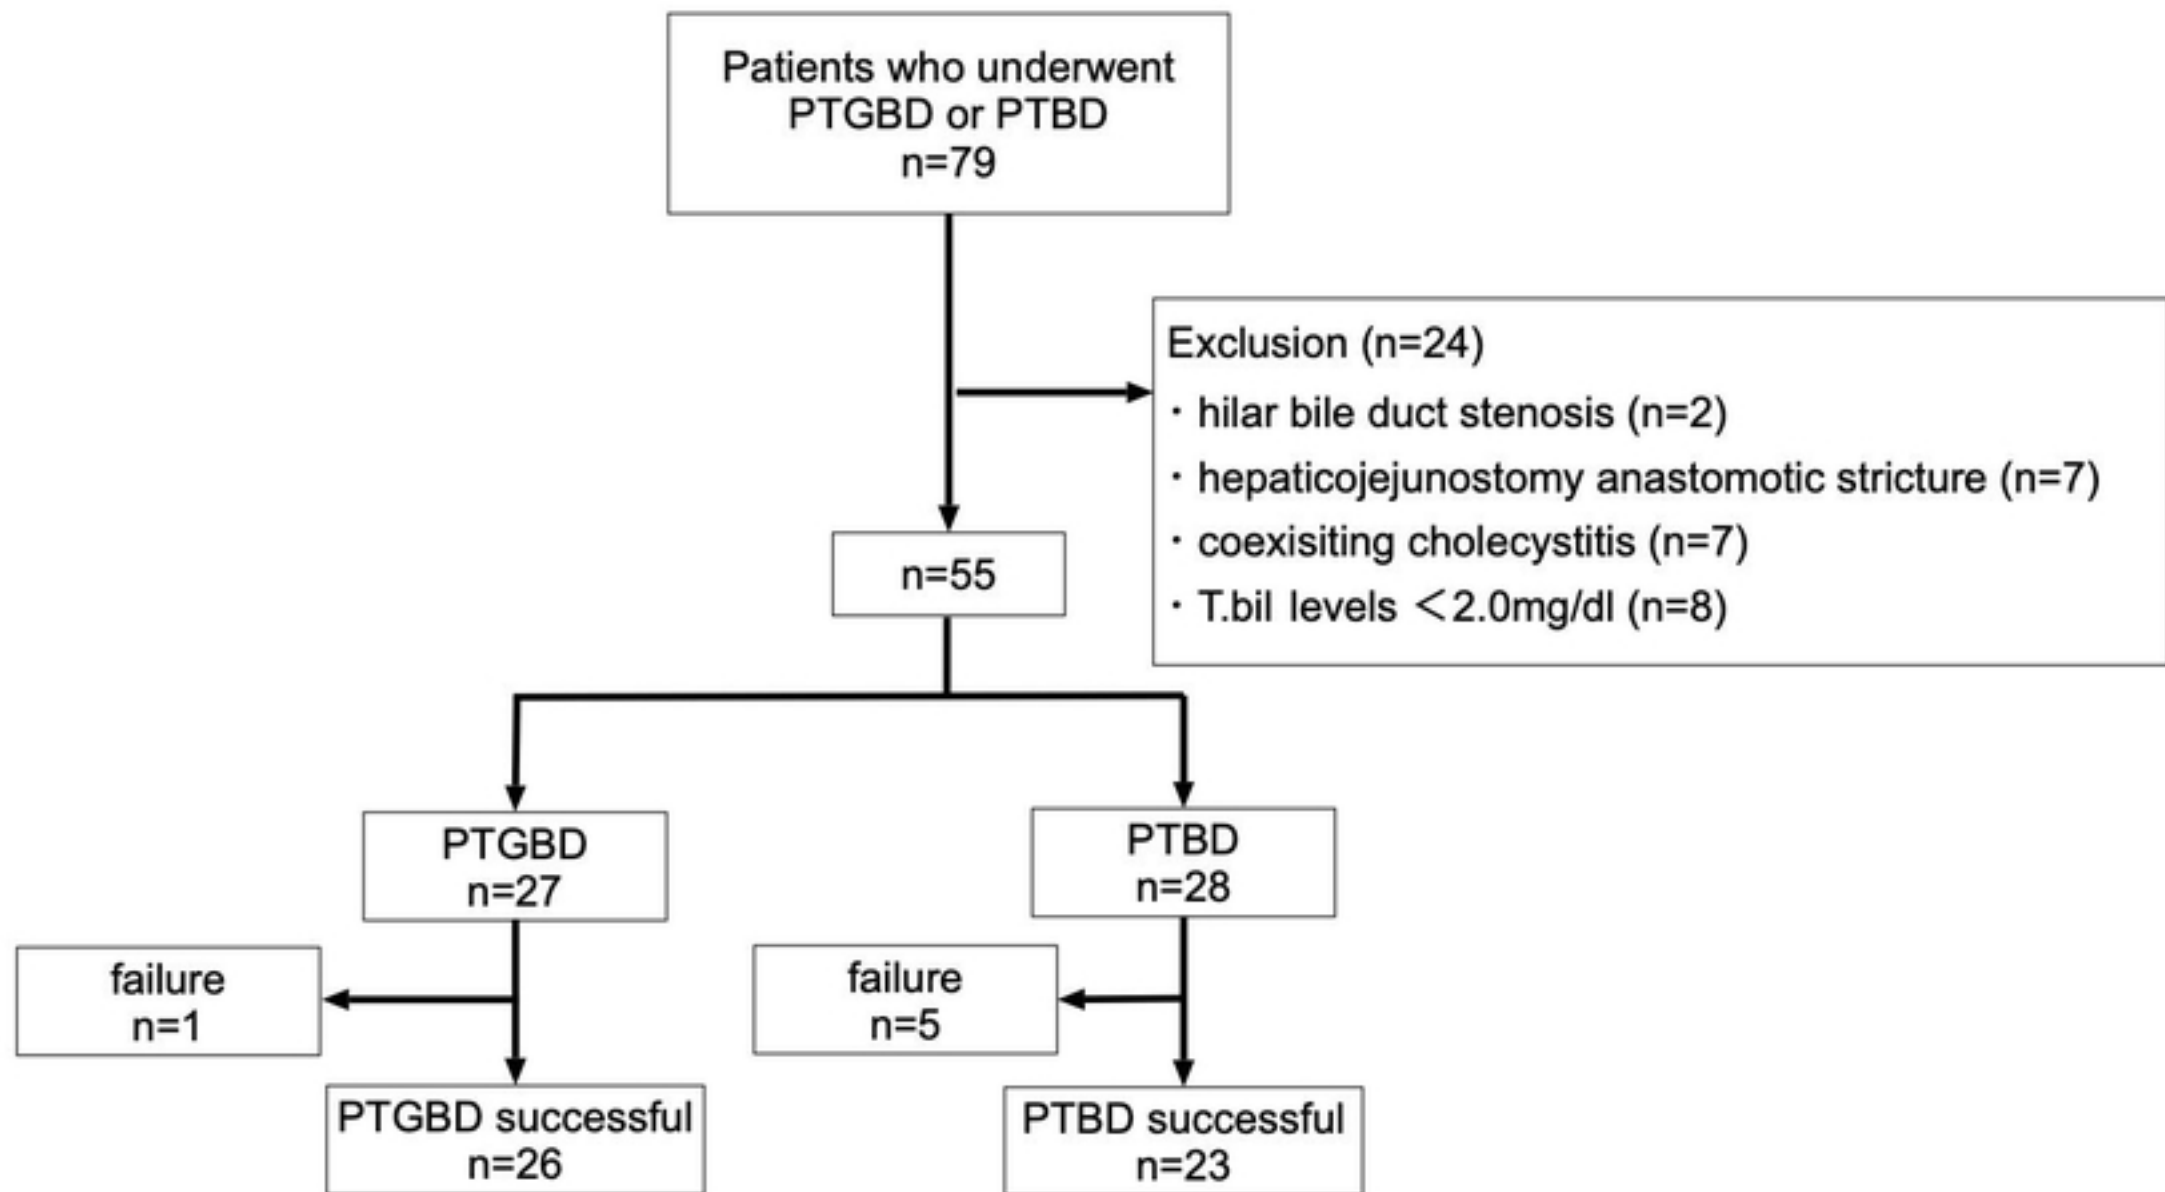 Patients who underwent
PTGBD or PTBD
n=79
Exclusion (n=24)
・hilar bile duct stenosis (n=2)
・hepaticojejunostomy anastomotic stricture (n=7)
・coexisiting cholecystitis (n=7)
・T.bil levels ＜2.0mg/dl (n=8)
n=55
PTGBD
n=27
PTBD
n=28
failure
n=1
failure
n=5
PTGBD successful
n=26
PTBD successful
n=23